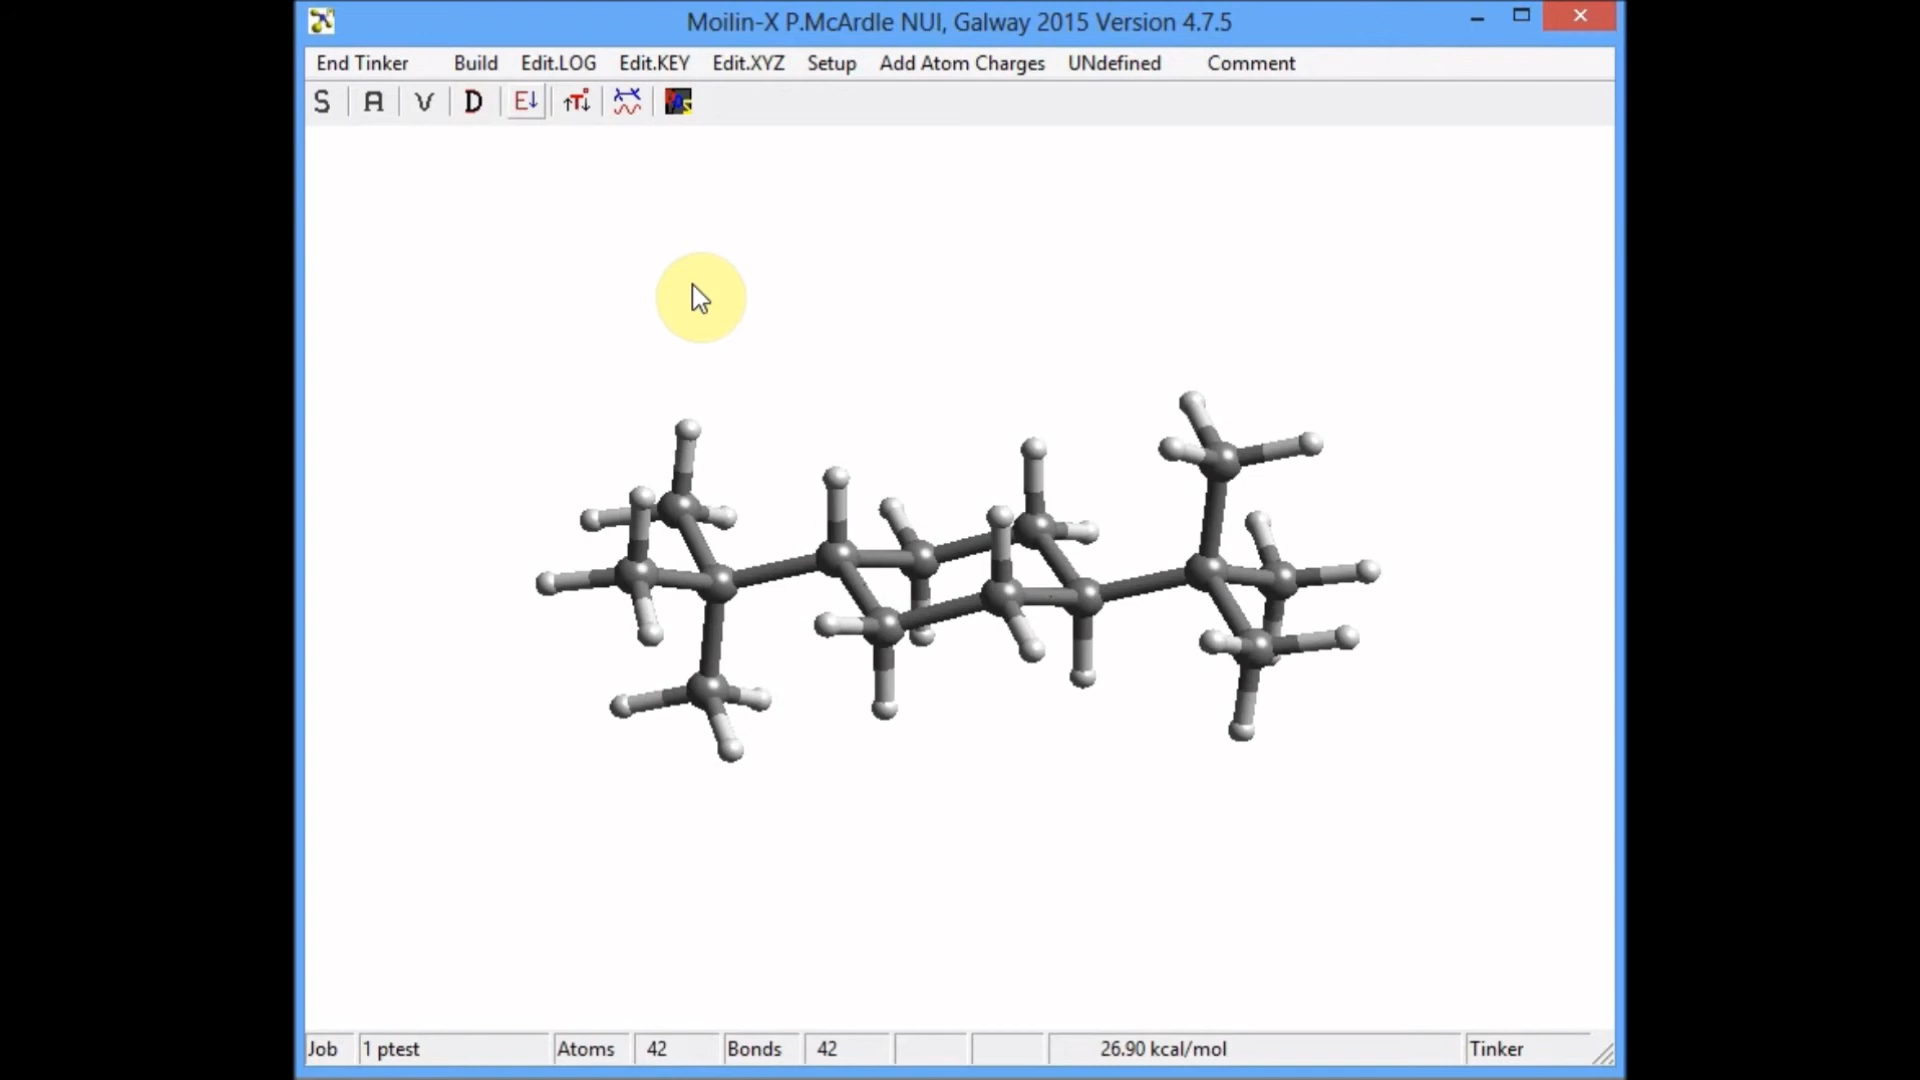 Moilin-X P.McArdle NUI, Galway 2015 Version 4.7.5
End Tinker Build Edit.LOG Edit.KEY Edit.XYZ Setup Add Atom Charges UNdefined Comment
S A V D E↓ ↑T↓
Job 1 ptest Atoms 42 Bonds 42 26.90 kcal/mol Tinker